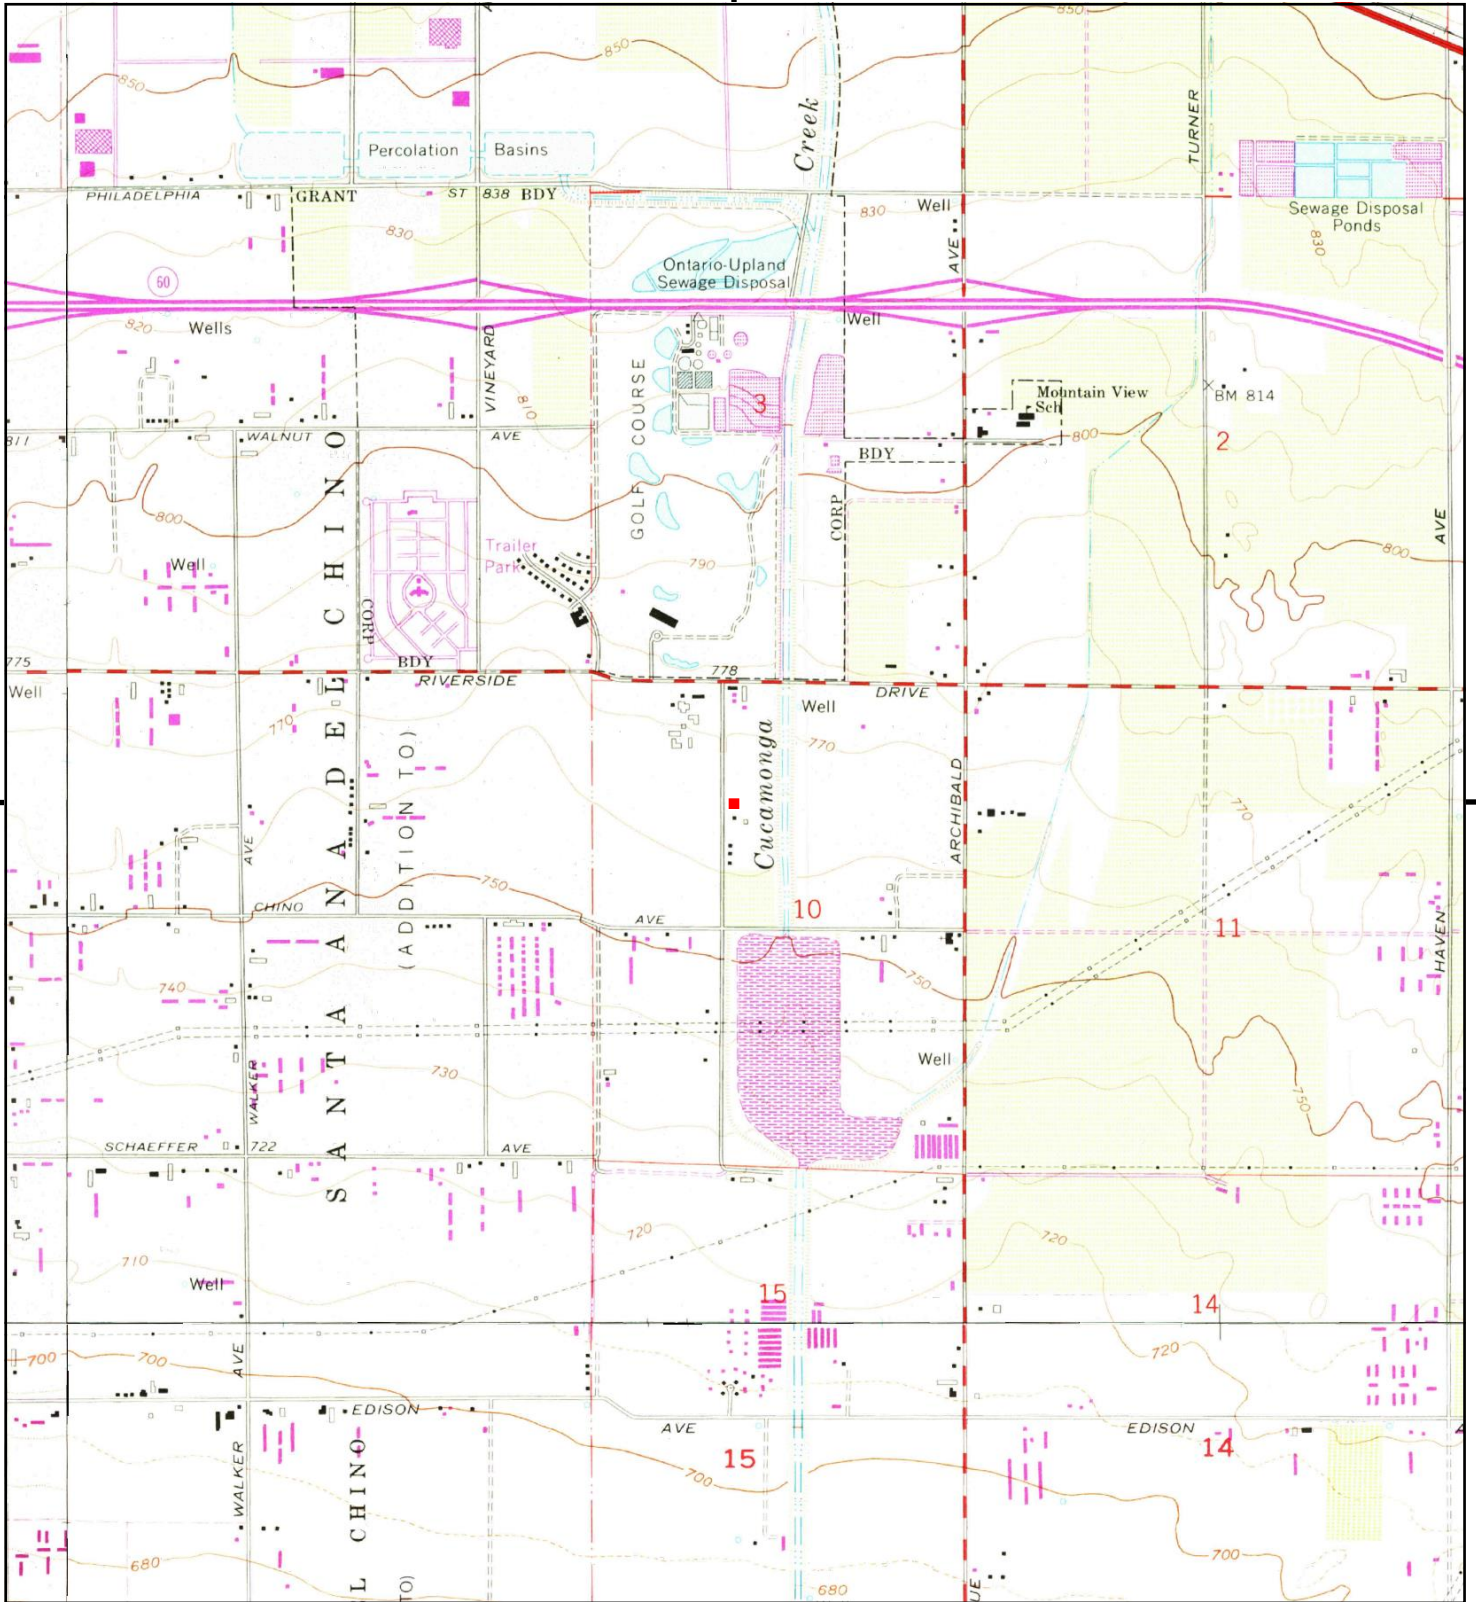 850
850
850
Creek
TURNER
Percolation
Basins
PHILADELPHIA
GRANT
ST
838
BDY
830
830
Well
AVE
Sewage Disposal
Ponds
830
Ontario-Upland
Sewage Disposal
60
820
Wells
VINEYARD
810
Well
GOLF COURSE
3
Mountain View
Sch
BM 814
2
811
WALNUT
AVE
800
BDY
CORP
800
800
AVE
Well
Trailer
Park
790
CORP
BDY
775
RIVERSIDE
778
DRIVE
Well
Well
770
770
770
SANTA ANA DEL CHINO
(ADDITION TO)
Cucamonga
ARCHIBALD
AVE
750
CHINO
AVE
10
11
HAVEN
740
750
730
Well
750
WALKER
SCHAEFFER
722
AVE
720
720
710
Well
15
14
700
700
AVE
720
EDISON
AVE
EDISON
15
14
WALKER
L CHINO
TO)
700
700
680
680
UE